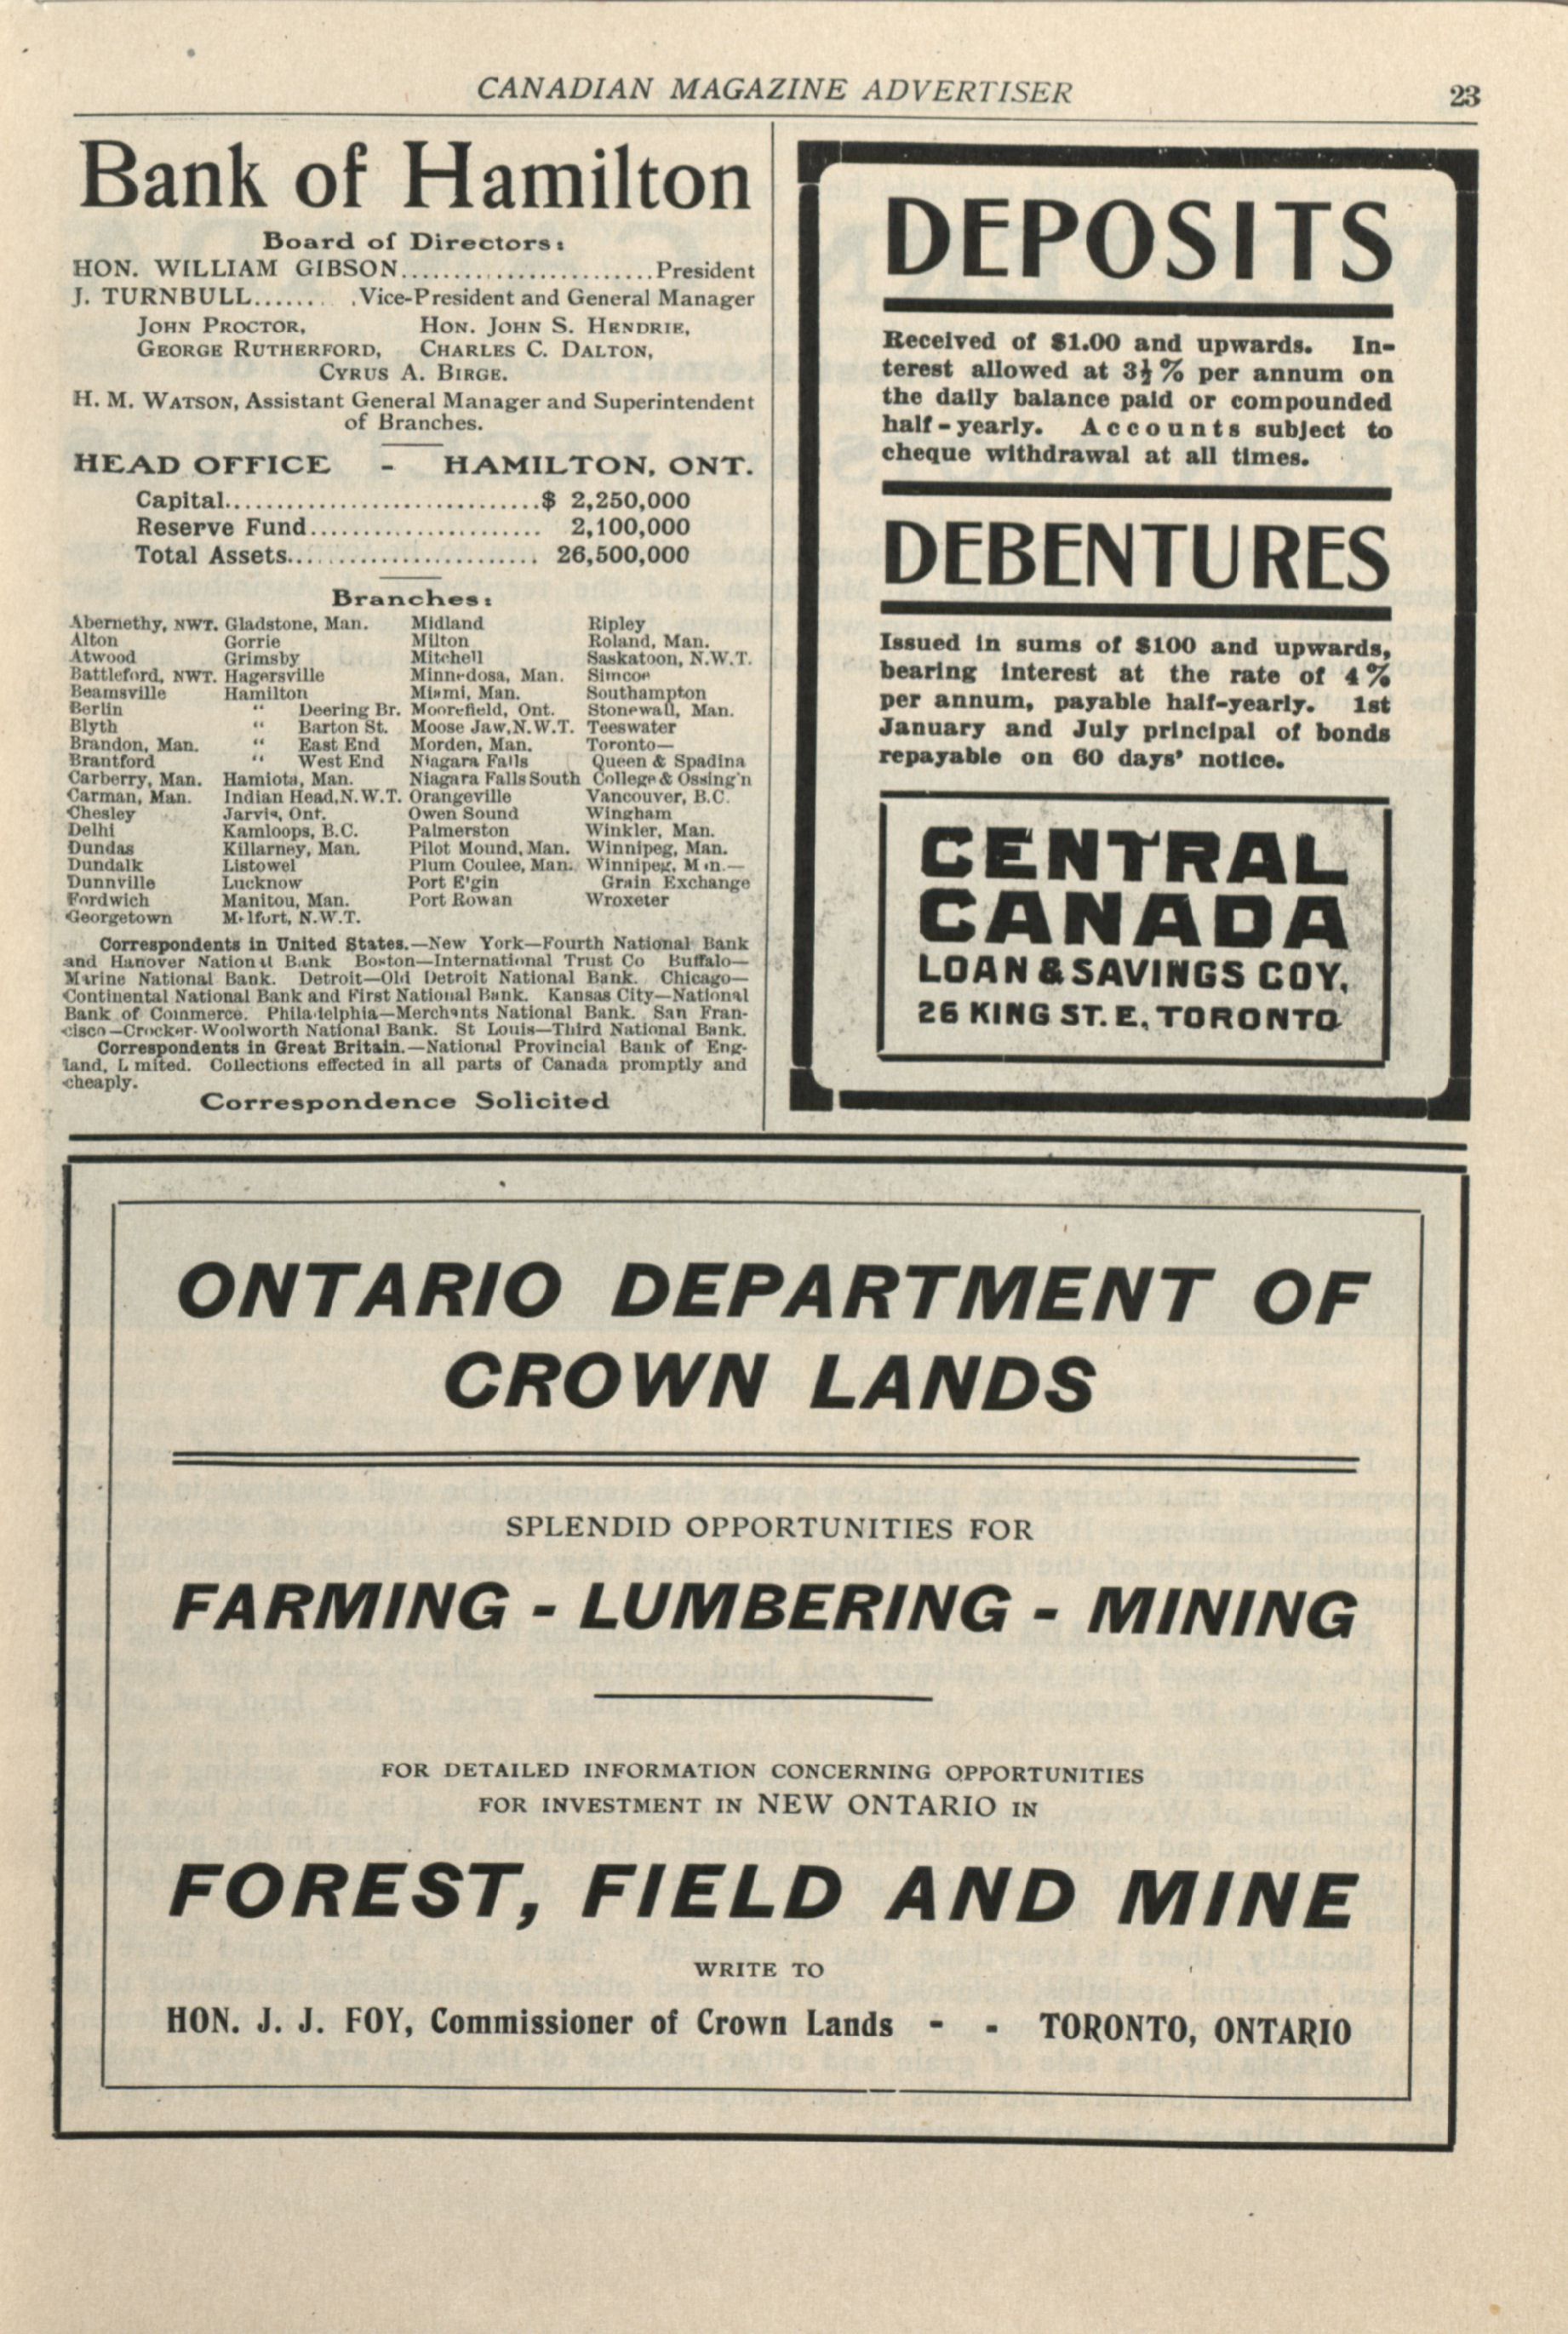 CANADIAN MAGAZINE ADVERTISER 23
Bank of Hamilton
Board of Directors:
HON. WILLIAM GIBSON........................President
J. TURNBULL........Vice-President and General Manager
JOHN PROCTOR, HON. JOHN S. HENDRIE,
GEORGE RUTHERFORD, CHARLES C. DALTON,
CYRUS A. BIRGE.
H. M. WATSON, Assistant General Manager and Superintendent
of Branches.
HEAD OFFICE - HAMILTON, ONT.
Capital..............................$ 2,250,000
Reserve Fund...................... 2,100,000
Total Assets........................ 26,500,000
Branches:
Abernethy, NWT. Gladstone, Man. Midland Ripley
Alton Gorrie Milton Roland, Man.
Atwood Grimsby Mitchell Saskatoon, N.W.T.
Battleford, NWT. Hagersville Minnedosa, Man. Simcoe
Beamsville Hamilton Miami, Man. Southampton
Berlin " Deering Br. Moorefield, Ont. Stonewall, Man.
Blyth " Barton St. Moose Jaw, N.W.T. Teeswater
Brandon, Man. " East End Morden, Man. Toronto—
Brantford " West End Niagara Falls Queen & Spadina
Carberry, Man. Hamiota, Man. Niagara Falls South College & Ossing'n
Carman, Man. Indian Head, N.W.T. Orangeville Vancouver, B.C.
Chesley Jarvis, Ont. Owen Sound Wingham
Delhi Kamloops, B.C. Palmerston Winkler, Man.
Dundas Killarney, Man. Pilot Mound, Man. Winnipeg, Man.
Dundalk Listowel Plum Coulee, Man. Winnipeg, Man.—
Dunnville Lucknow Port Elgin Grain Exchange
Fordwich Manitou, Man. Port Rowan Wroxeter
Georgetown Melfort, N.W.T.
Correspondents in United States.—New York—Fourth National Bank
and Hanover National Bank Boston—International Trust Co Buffalo—
Marine National Bank. Detroit—Old Detroit National Bank. Chicago—
Continental National Bank and First National Bank. Kansas City—National
Bank of Commerce. Philadelphia—Merchants National Bank. San Fran-
cisco—Crocker-Woolworth National Bank. St Louis—Third National Bank.
Correspondents in Great Britain.—National Provincial Bank of Eng-
land, L mited. Collections effected in all parts of Canada promptly and
cheaply.
Correspondence Solicited
DEPOSITS
Received of $1.00 and upwards. In-
terest allowed at 3½% per annum on
the daily balance paid or compounded
half-yearly. Accounts subject to
cheque withdrawal at all times.
DEBENTURES
Issued in sums of $100 and upwards,
bearing interest at the rate of 4%
per annum, payable half-yearly. 1st
January and July principal of bonds
repayable on 60 days' notice.
CENTRAL
CANADA
LOAN & SAVINGS COY,
26 KING ST. E, TORONTO
ONTARIO DEPARTMENT OF
CROWN LANDS
SPLENDID OPPORTUNITIES FOR
FARMING - LUMBERING - MINING
FOR DETAILED INFORMATION CONCERNING OPPORTUNITIES
FOR INVESTMENT IN NEW ONTARIO IN
FOREST, FIELD AND MINE
WRITE TO
HON. J. J. FOY, Commissioner of Crown Lands - - TORONTO, ONTARIO